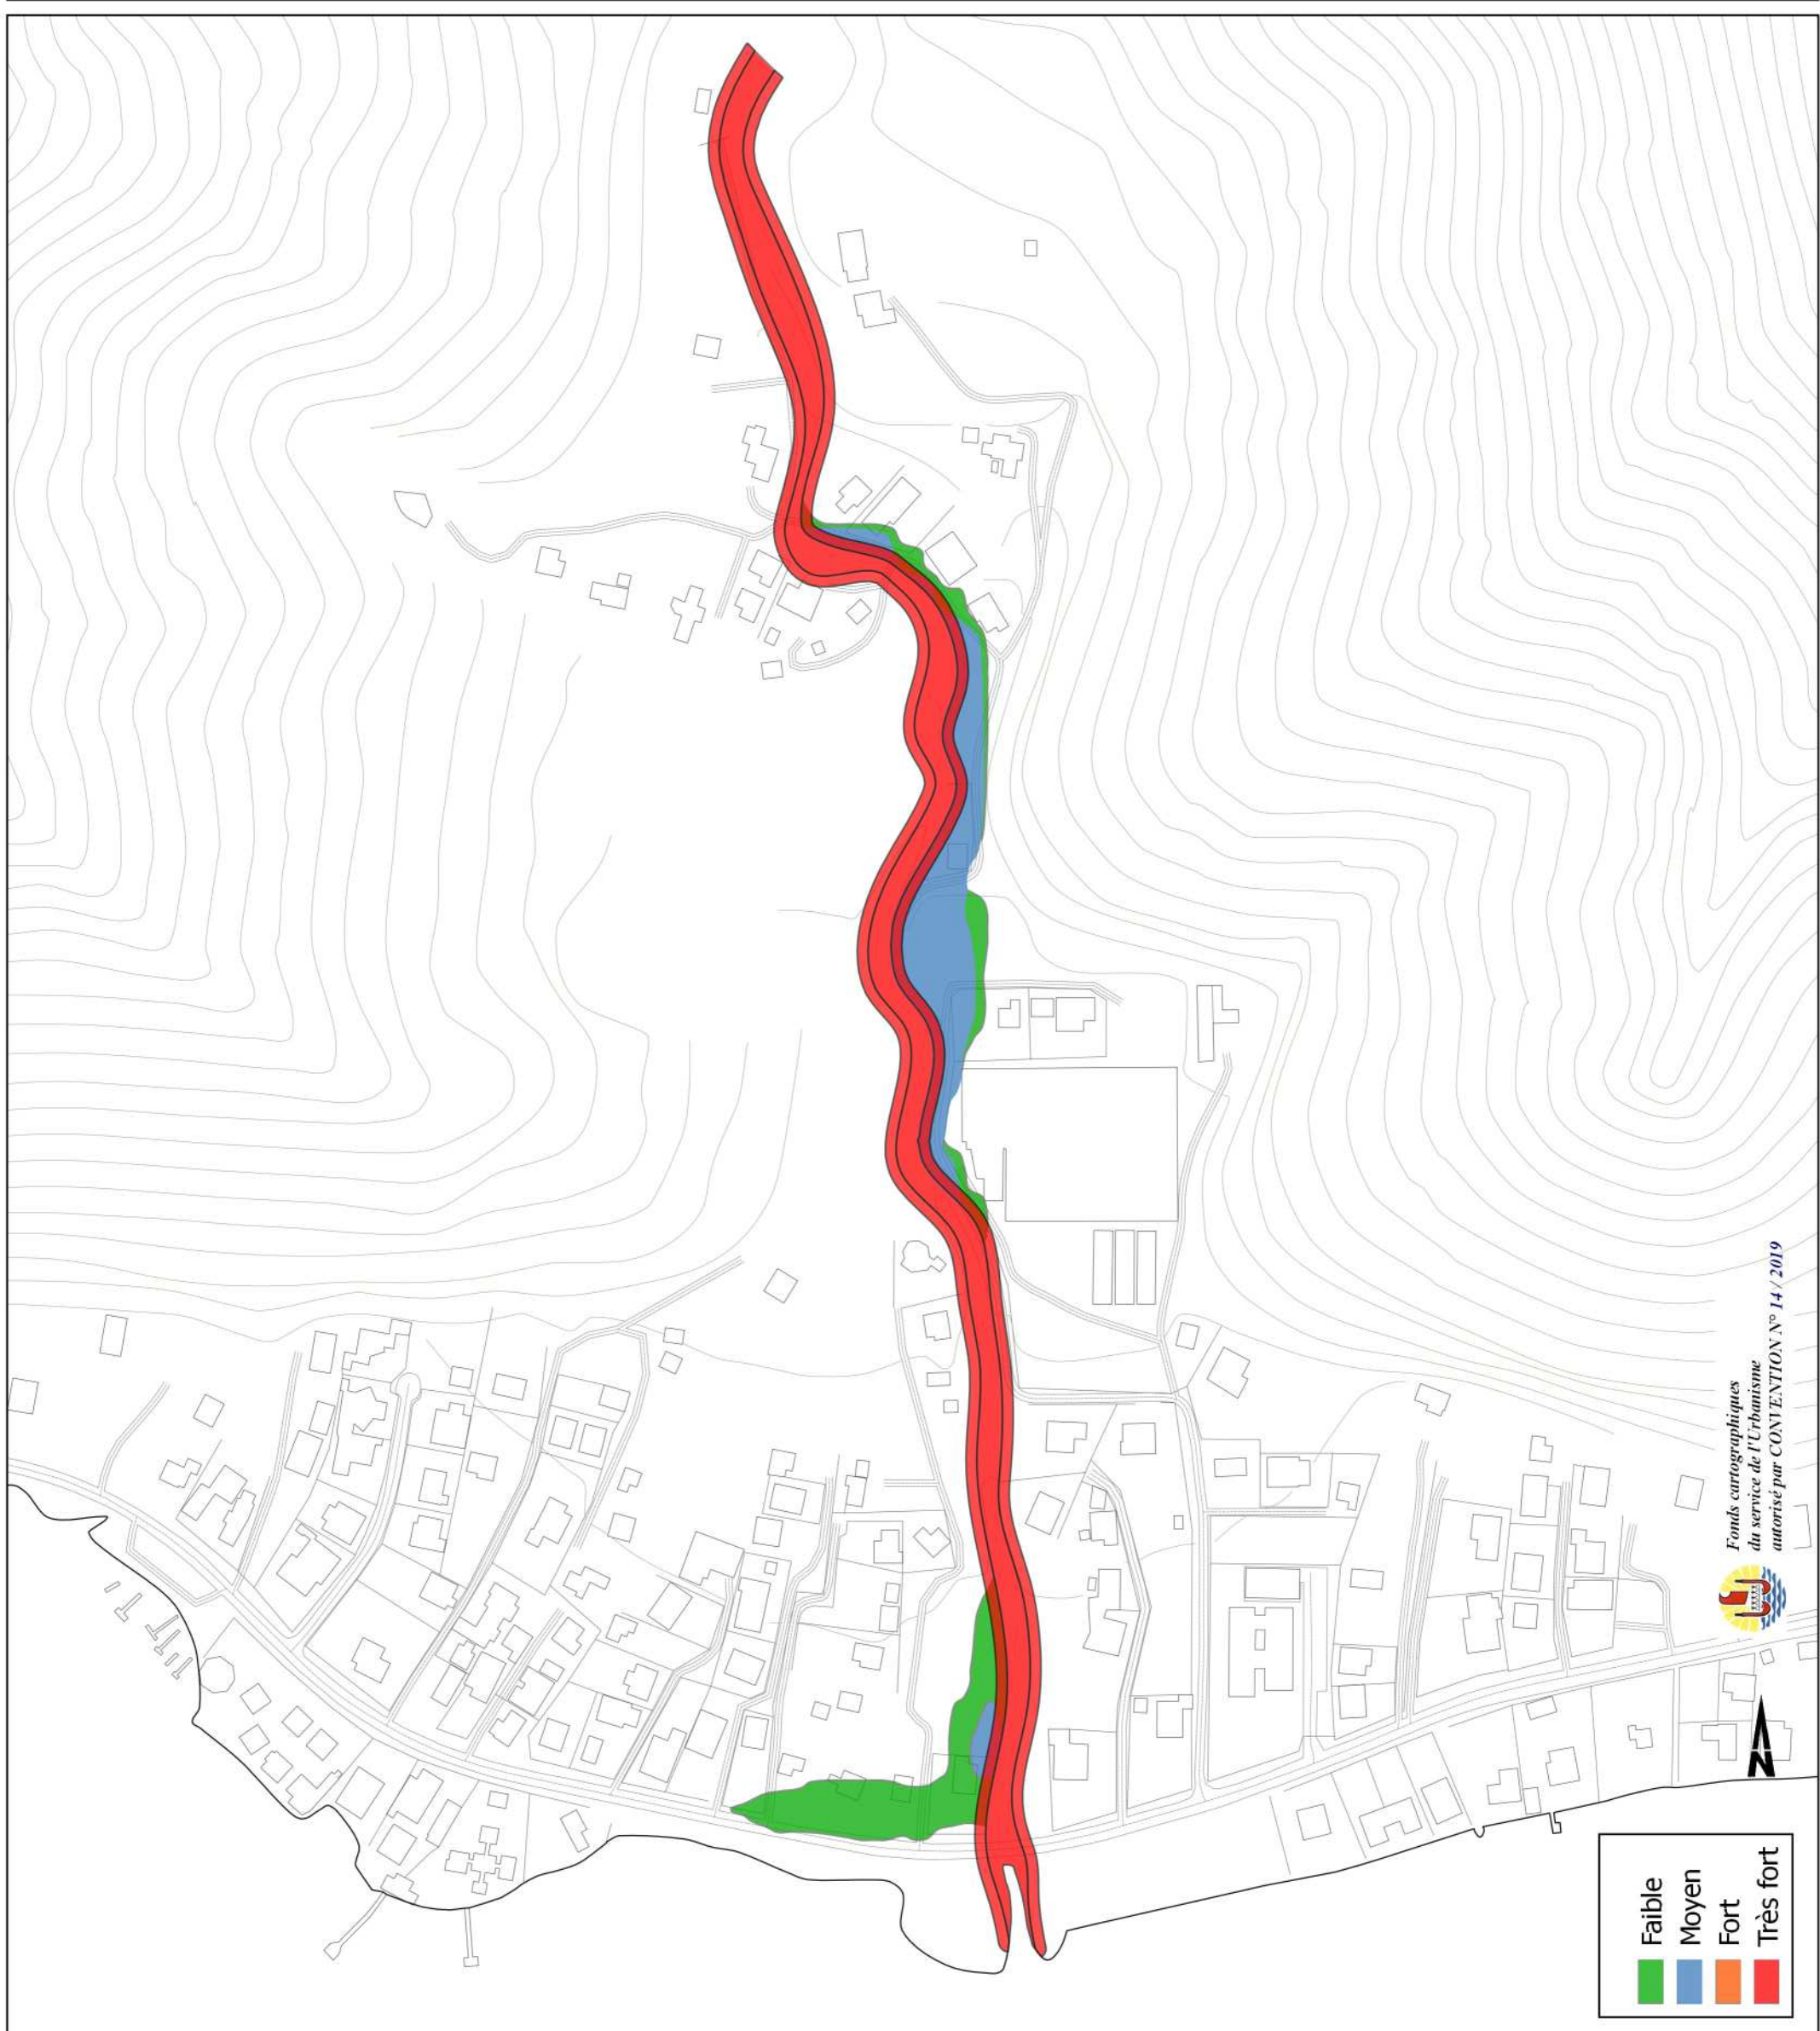 Fonds cartographiques
du service de l'Urbanisme
autorisé par CONVENTION N° 14 / 2019
N
Faible
Moyen
Fort
Très fort